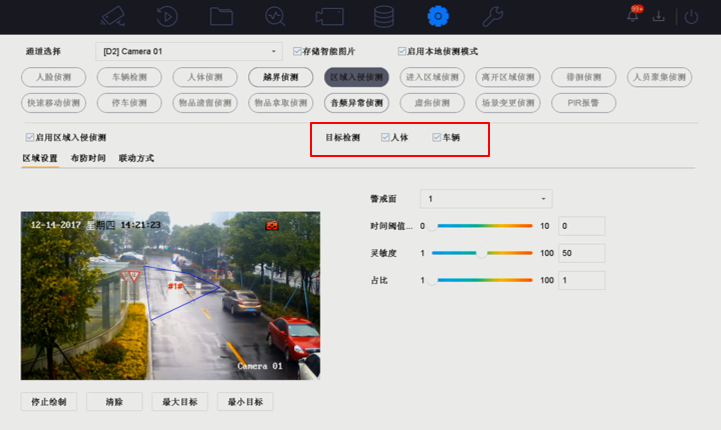 99+
通道选择 [D2] Camera 01 存储智能图片 启用本地侦测模式
人脸侦测 车辆检测 人体侦测 越界侦测 区域入侵侦测 进入区域侦测 离开区域侦测 徘徊侦测 人员聚集侦测
快速移动侦测 停车侦测 物品遗留侦测 物品拿取侦测 音频异常侦测 虚焦侦测 场景变更侦测 PIR报警
启用区域入侵侦测 目标检测 人体 车辆
区域设置 布防时间 联动方式
警戒面 1
12-14-2017 星期四 14:21:23
时间阈值... 0 10 0
灵敏度 1 100 50
占比 1 100 1
#1#
Camera 01
停止绘制 清除 最大目标 最小目标